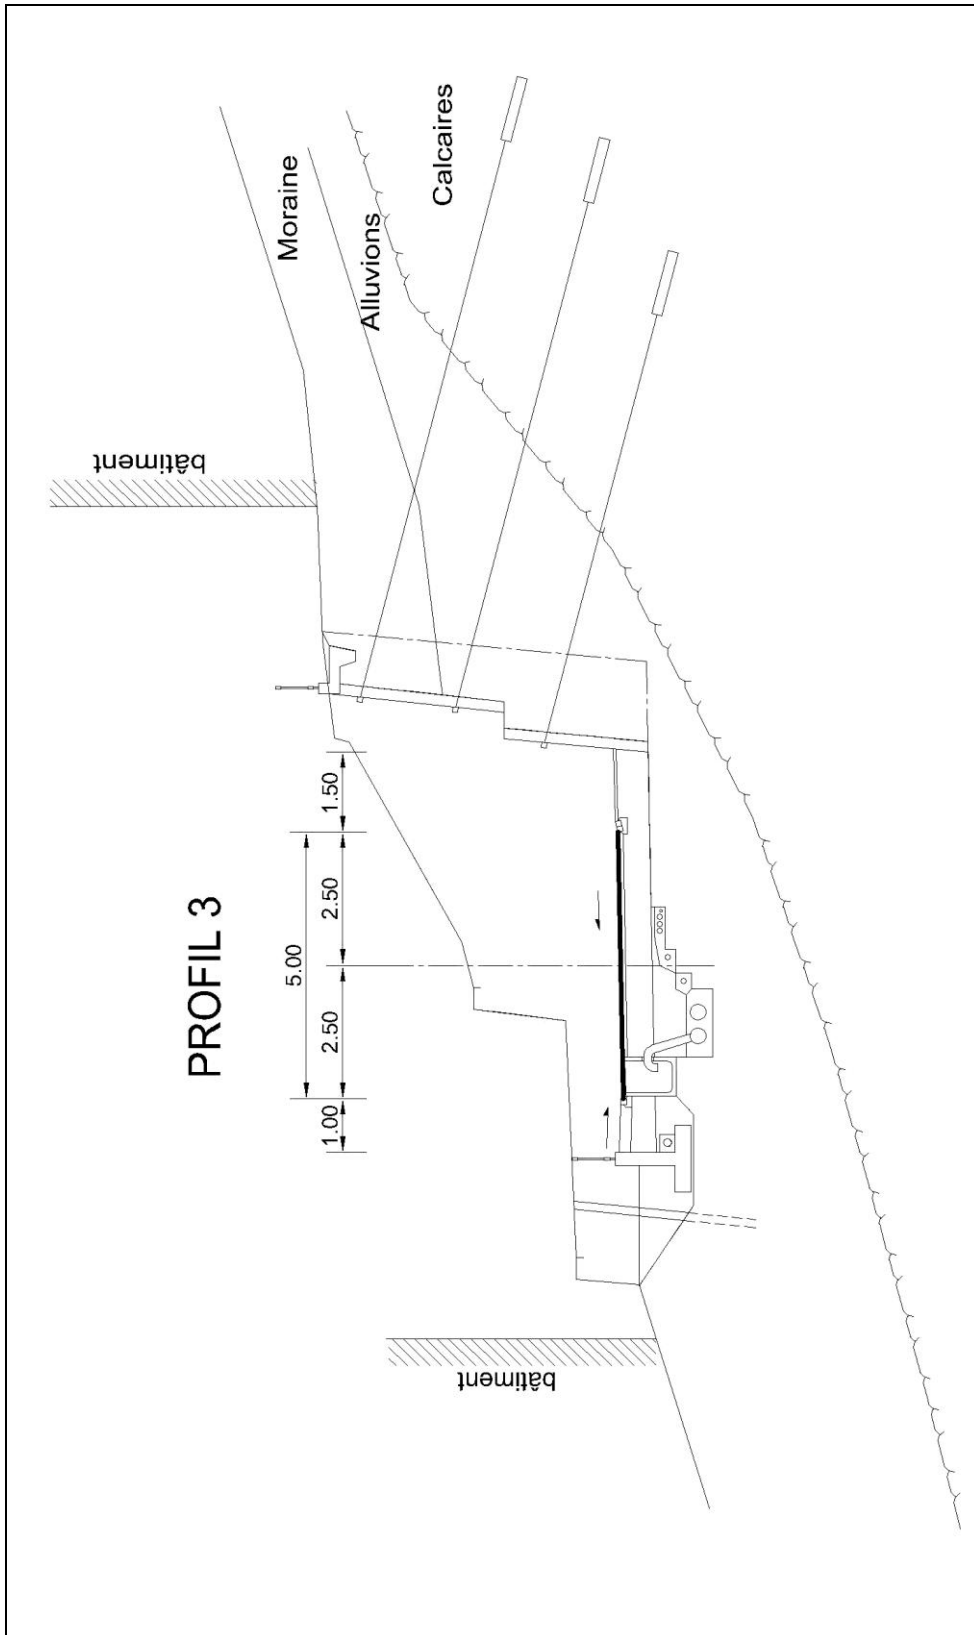 PROFIL 3
5.00
1.00
2.50
2.50
1.50
bâtiment
bâtiment
Moraine
Alluvions
Calcaires